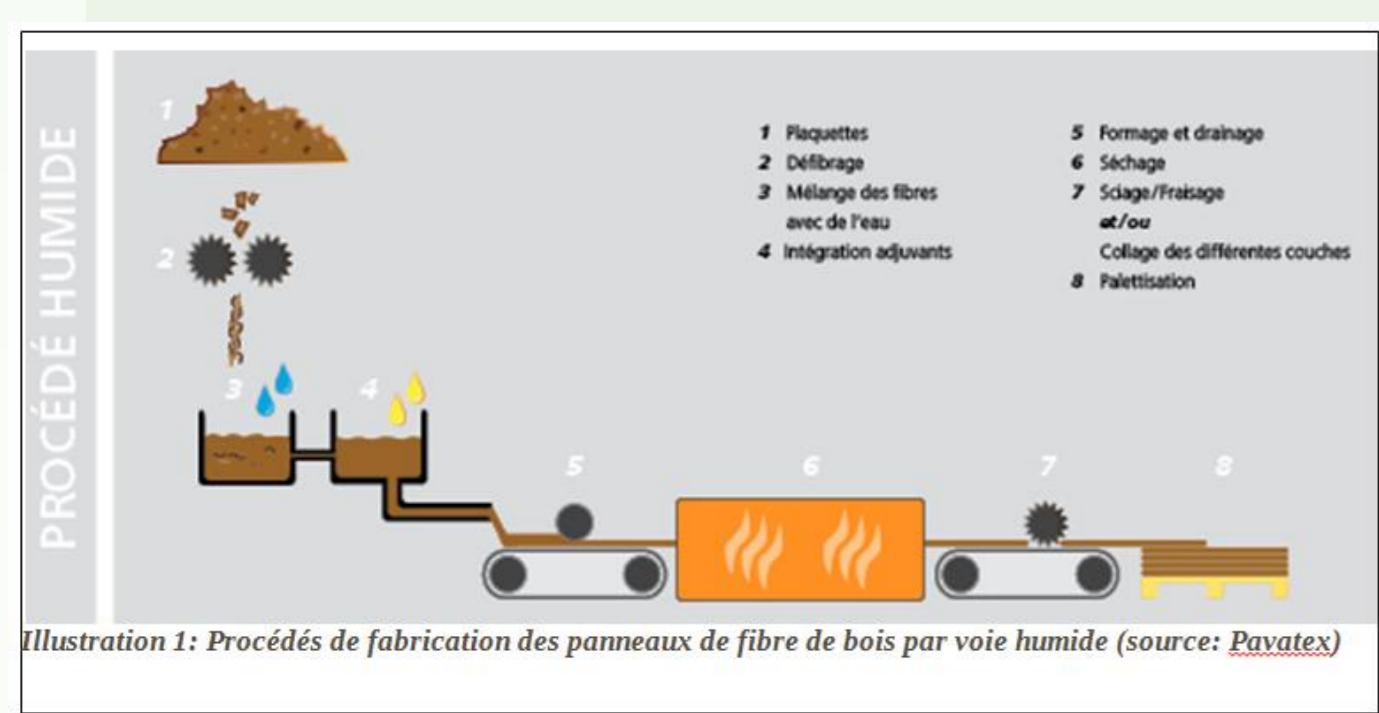 PROCÉDÉ HUMIDE
1
2
3
4
5
6
7
8
1 Plaquettes
2 Défibrage
3 Mélange des fibres
avec de l'eau
4 Intégration adjuvants
5 Formage et drainage
6 Séchage
7 Sciage/Fraisage
et/ou
Collage des différentes couches
8 Palettisation
Illustration 1: Procédés de fabrication des panneaux de fibre de bois par voie humide (source: Pavatex)